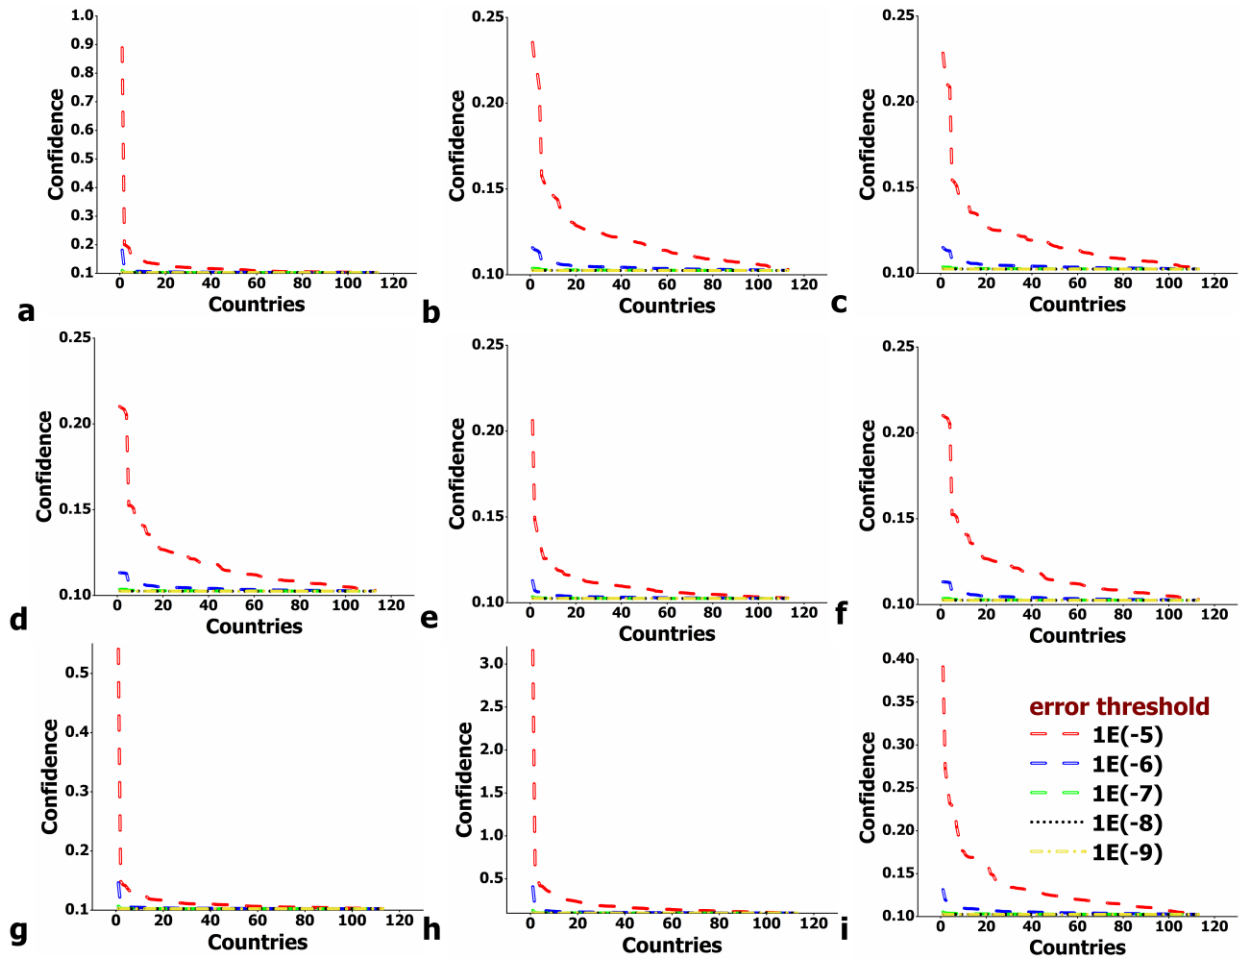 1.0
0.9
0.8
0.7
0.6
0.5
0.4
0.3
0.2
0.1
Confidence
0 20 40 60 80 100 120
Countries
a
0.25
0.20
0.15
0.10
Confidence
0 20 40 60 80 100 120
Countries
b
0.25
0.20
0.15
0.10
Confidence
0 20 40 60 80 100 120
Countries
c
0.25
0.20
0.15
0.10
Confidence
0 20 40 60 80 100 120
Countries
d
0.25
0.20
0.15
0.10
Confidence
0 20 40 60 80 100 120
Countries
e
0.25
0.20
0.15
0.10
Confidence
0 20 40 60 80 100 120
Countries
f
0.5
0.4
0.3
0.2
0.1
Confidence
0 20 40 60 80 100 120
Countries
g
3.0
2.5
2.0
1.5
1.0
0.5
Confidence
0 20 40 60 80 100 120
Countries
h
0.40
0.35
0.30
0.25
0.20
0.15
0.10
Confidence
0 20 40 60 80 100 120
Countries
i
error threshold
1E(-5)
1E(-6)
1E(-7)
1E(-8)
1E(-9)